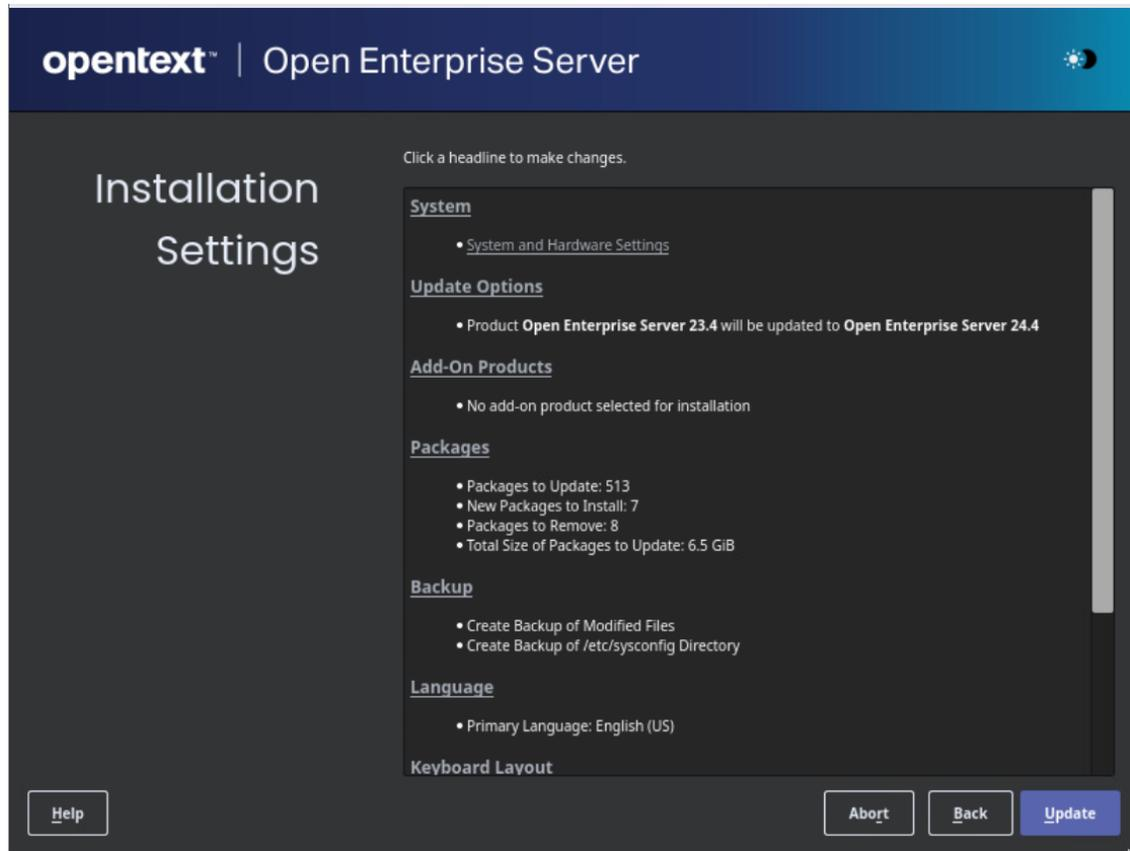 opentext™ | Open Enterprise Server
Installation
Settings
Click a headline to make changes.
System
• System and Hardware Settings
Update Options
• Product Open Enterprise Server 23.4 will be updated to Open Enterprise Server 24.4
Add-On Products
• No add-on product selected for installation
Packages
• Packages to Update: 513
• New Packages to Install: 7
• Packages to Remove: 8
• Total Size of Packages to Update: 6.5 GiB
Backup
• Create Backup of Modified Files
• Create Backup of /etc/sysconfig Directory
Language
• Primary Language: English (US)
Keyboard Layout
Help
Abort
Back
Update